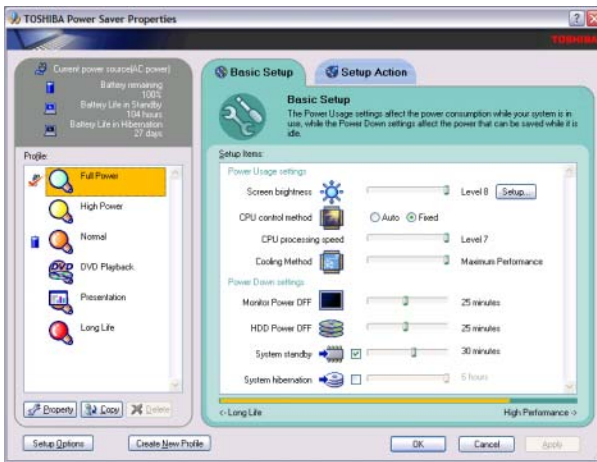 TOSHIBA Power Saver Properties
TOSHIBA
Current power source(AC power)
Battery remaining
100%
Battery Life in Standby
104 hours
Battery Life in Hibernation
27 days
Profile:
Full Power
High Power
Normal
DVD Playback
Presentation
Long Life
Property
Copy
Delete
Setup Options
Create New Profile
Basic Setup
Setup Action
Basic Setup
The Power Usage settings affect the power consumption while your system is in
use, while the Power Down settings affect the power that can be saved while it is
idle.
Setup Items:
Power Usage settings
Screen brightness
Level 8
Setup...
CPU control method
Auto
Fixed
CPU processing speed
Level 7
Cooling Method
Maximum Performance
Power Down settings
Monitor Power OFF
25 minutes
HDD Power OFF
25 minutes
System standby
30 minutes
System hibernation
6 hours
<- Long Life
High Performance ->
OK
Cancel
Apply